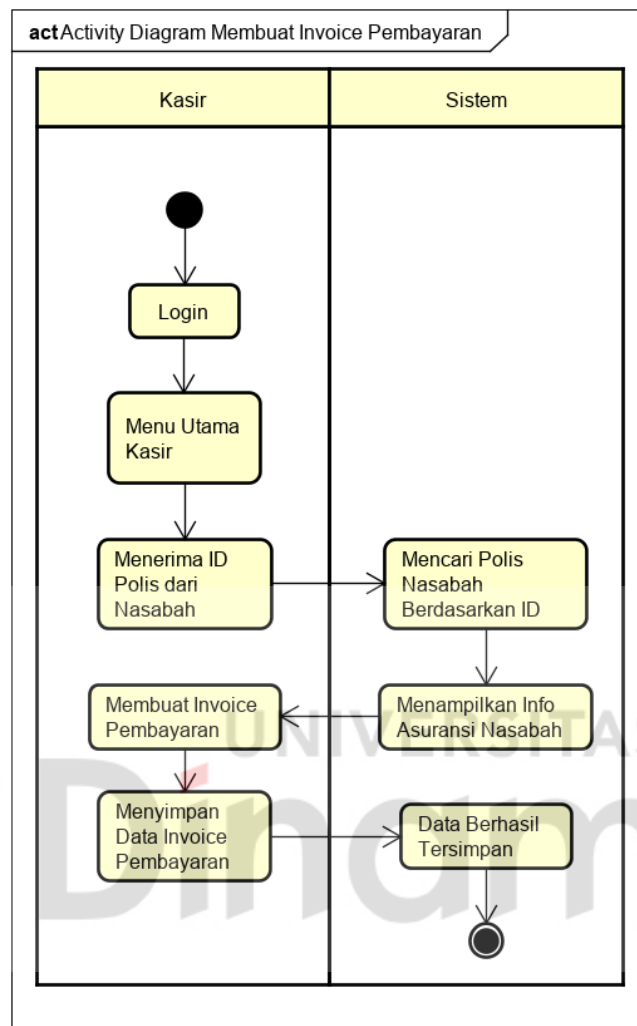 act Activity Diagram Membuat Invoice Pembayaran
Kasir
Sistem
Login
Menu Utama
Kasir
Menerima ID
Polis dari
Nasabah
Mencari Polis
Nasabah
Berdasarkan ID
Membuat Invoice
Pembayaran
Menampilkan Info
Asuransi Nasabah
UNIVERSITAS
Dinam
Menyimpan
Data Invoice
Pembayaran
Data Berhasil
Tersimpan